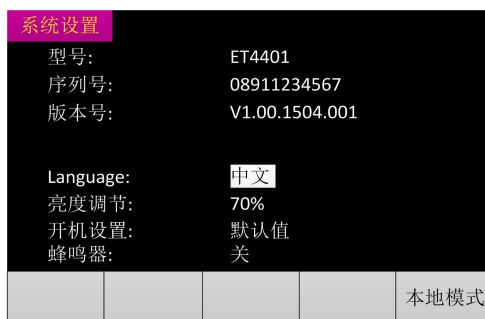 系统设置
型号: ET4401
序列号: 08911234567
版本号: V1.00.1504.001
Language: 中文
亮度调节: 70%
开机设置: 默认值
蜂鸣器: 关
本地模式